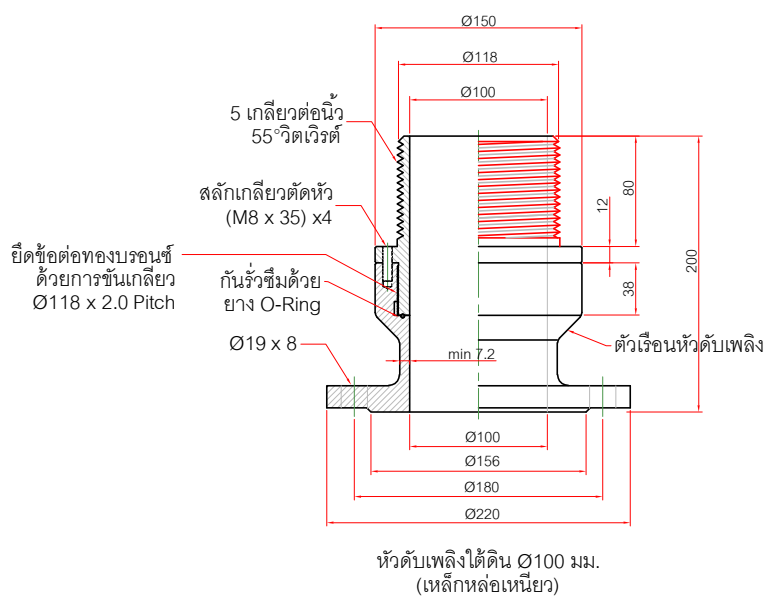 Ø150
Ø118
Ø100
5 เกลียวต่อนิ้ว
55°วิตเวิรต์
สลักเกลียวตัดหัว
(M8 x 35) x4
ยึดข้อต่อทองบรอนซ์
ด้วยการขันเกลียว
Ø118 x 2.0 Pitch
กันรั่วซึมด้วย
ยาง O-Ring
Ø19 x 8
min 7.2
80
12
38
200
ตัวเรือนหัวดับเพลิง
Ø100
Ø156
Ø180
Ø220
หัวดับเพลิงใต้ดิน Ø100 มม.
(เหล็กหล่อเหนียว)